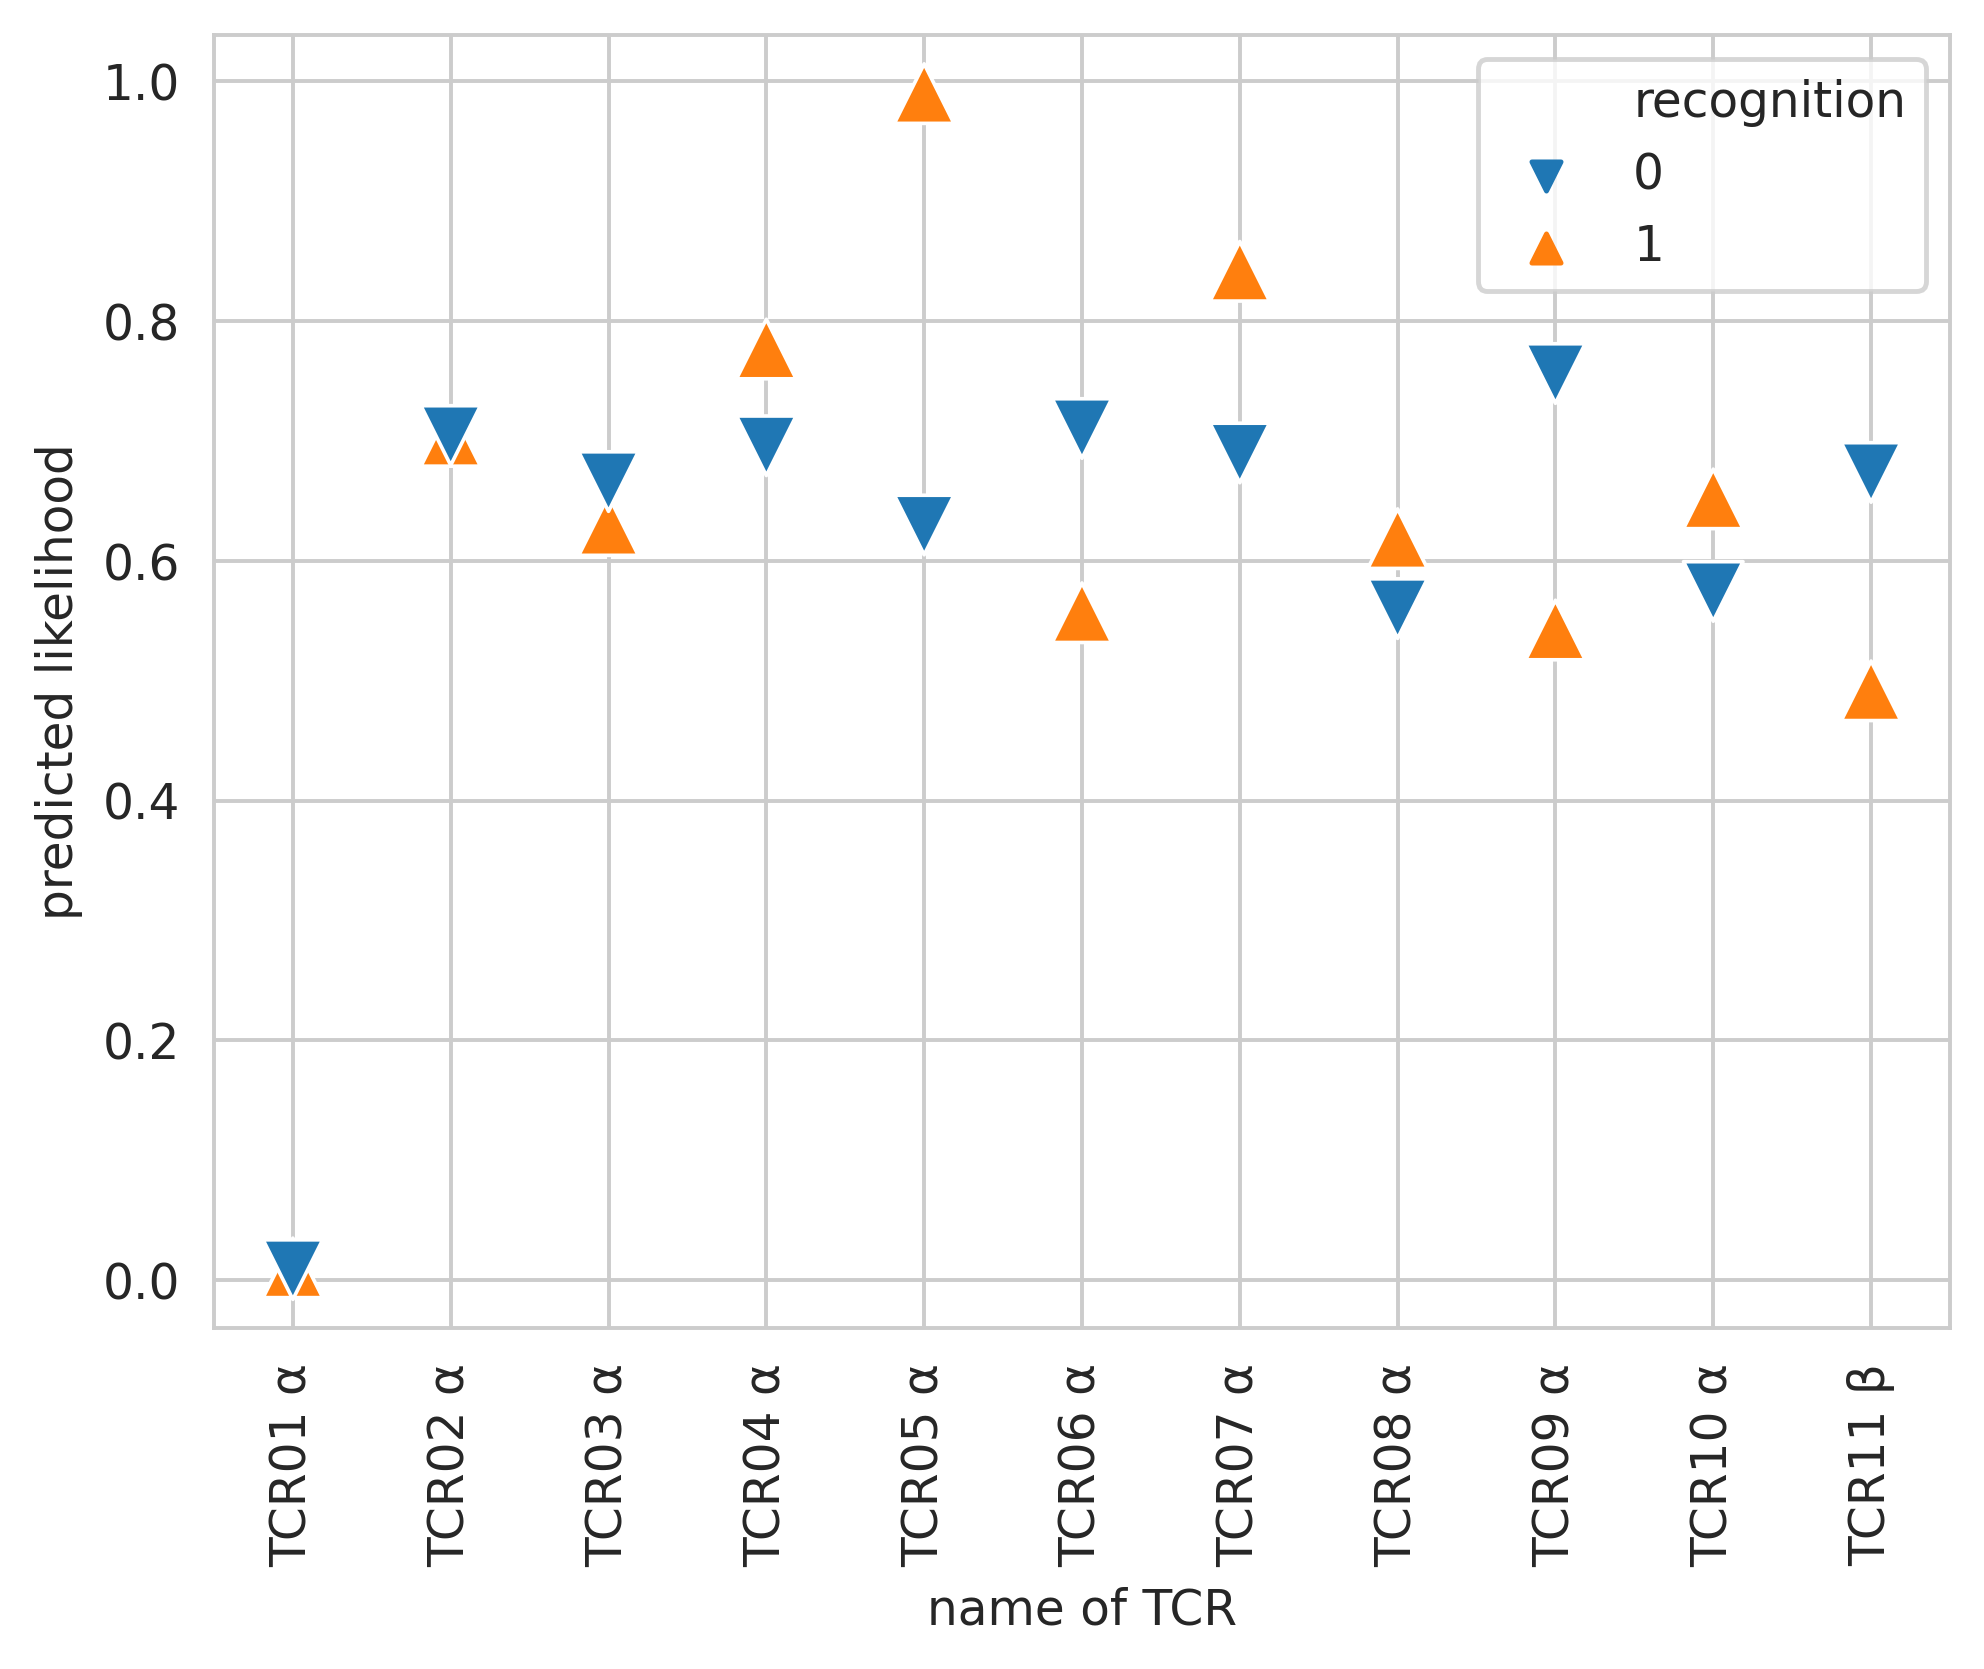 recognition
0
1
1.0
0.8
0.6
0.4
0.2
0.0
predicted likelihood
TCR01 α
TCR02 α
TCR03 α
TCR04 α
TCR05 α
TCR06 α
TCR07 α
TCR08 α
TCR09 α
TCR10 α
TCR11 β
name of TCR